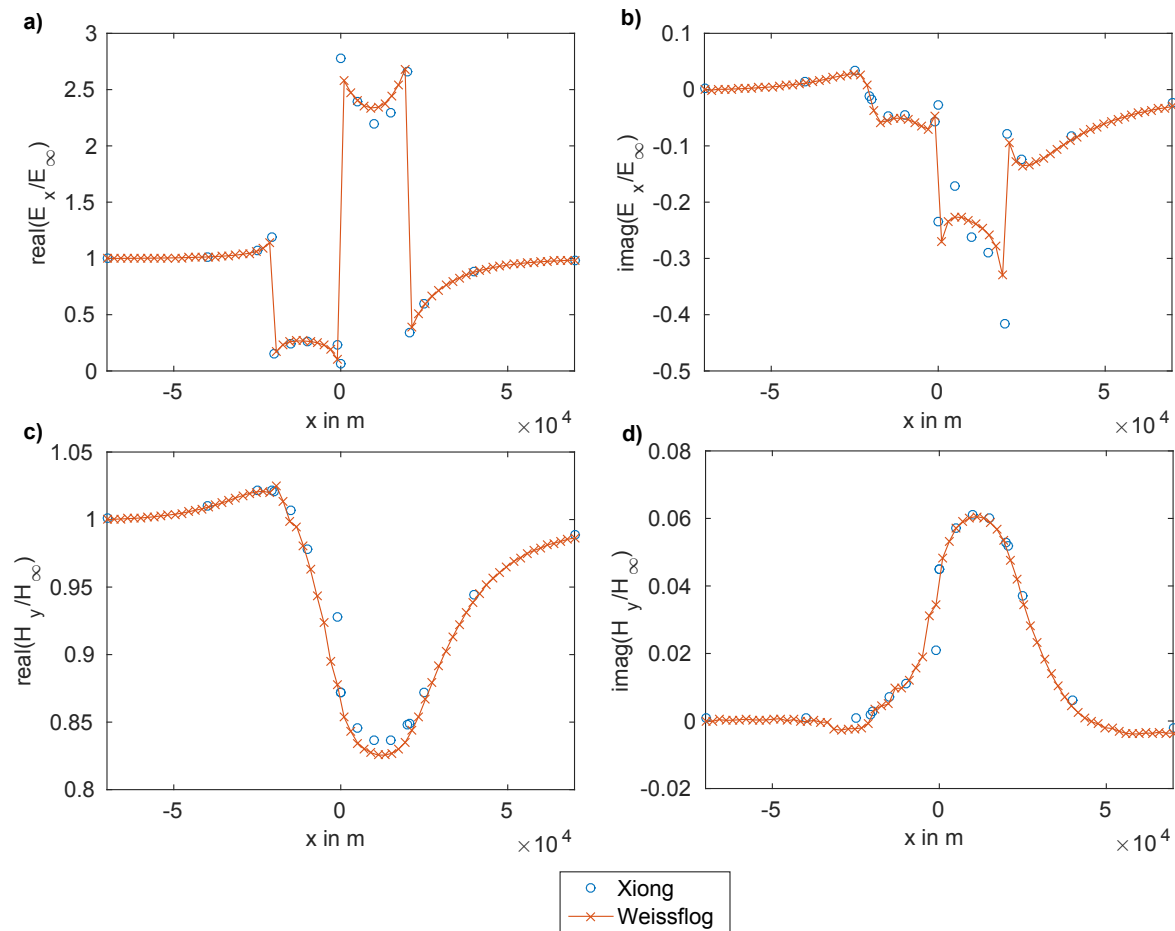 a)
3
2.5
2
1.5
1
0.5
0
real(E_x/E_∞)
-5 0 5
x in m
×10^4
b)
0.1
0
-0.1
-0.2
-0.3
-0.4
-0.5
imag(E_x/E_∞)
-5 0 5
x in m
×10^4
c)
1.05
1
0.95
0.9
0.85
0.8
real(H_y/H_∞)
-5 0 5
x in m
×10^4
d)
0.08
0.06
0.04
0.02
0
-0.02
imag(H_y/H_∞)
-5 0 5
x in m
×10^4
Xiong
Weissflog